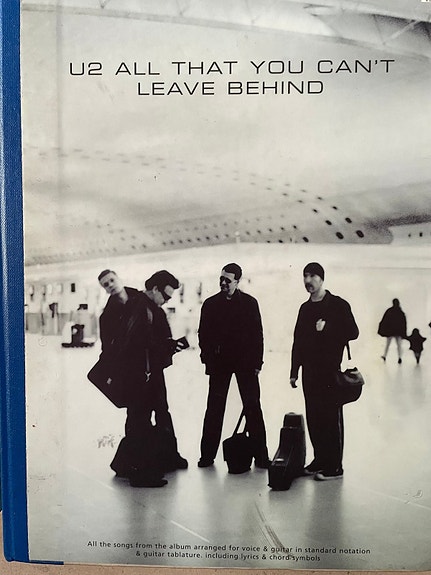 U2 ALL THAT YOU CAN'T
LEAVE BEHIND
All the songs from the album arranged for voice & guitar in standard notation
& guitar tablature. including lyrics & chord symbols